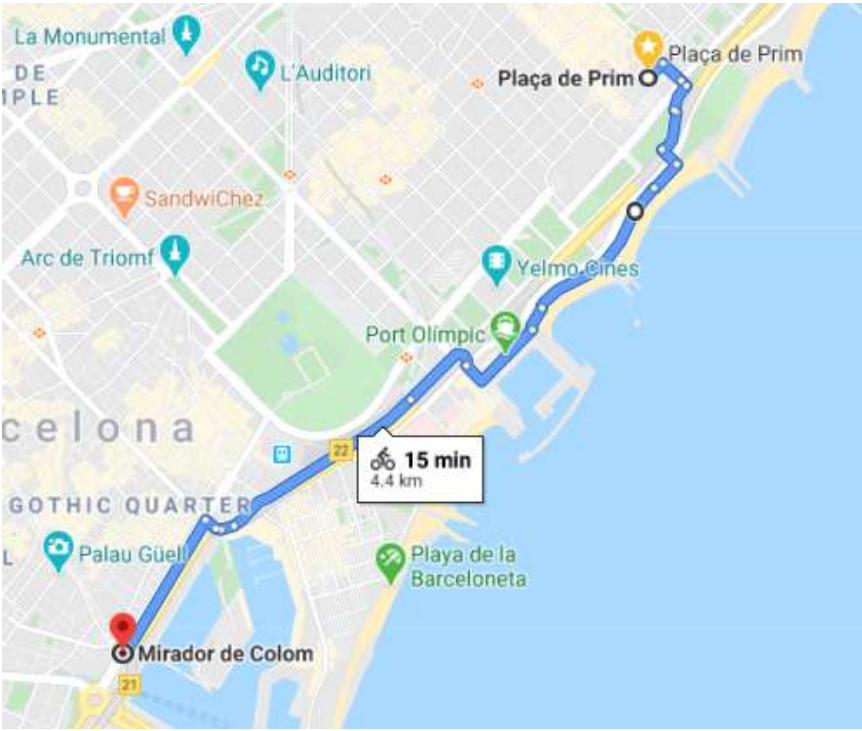 La Monumental
L'Auditori
Plaça de Prim
Plaça de Prim
DE
MPLE
SandwiChez
Arc de Triomf
Yelmo Cines
Port Olímpic
celona
22
15 min
4.4 km
GOTHIC QUARTER
L
Palau Güell
Playa de la
Barceloneta
Mirador de Colom
21